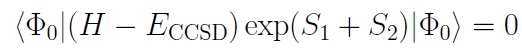 ⟨Φ₀|(H − E_CCSD) exp(S₁ + S₂)|Φ₀⟩ = 0